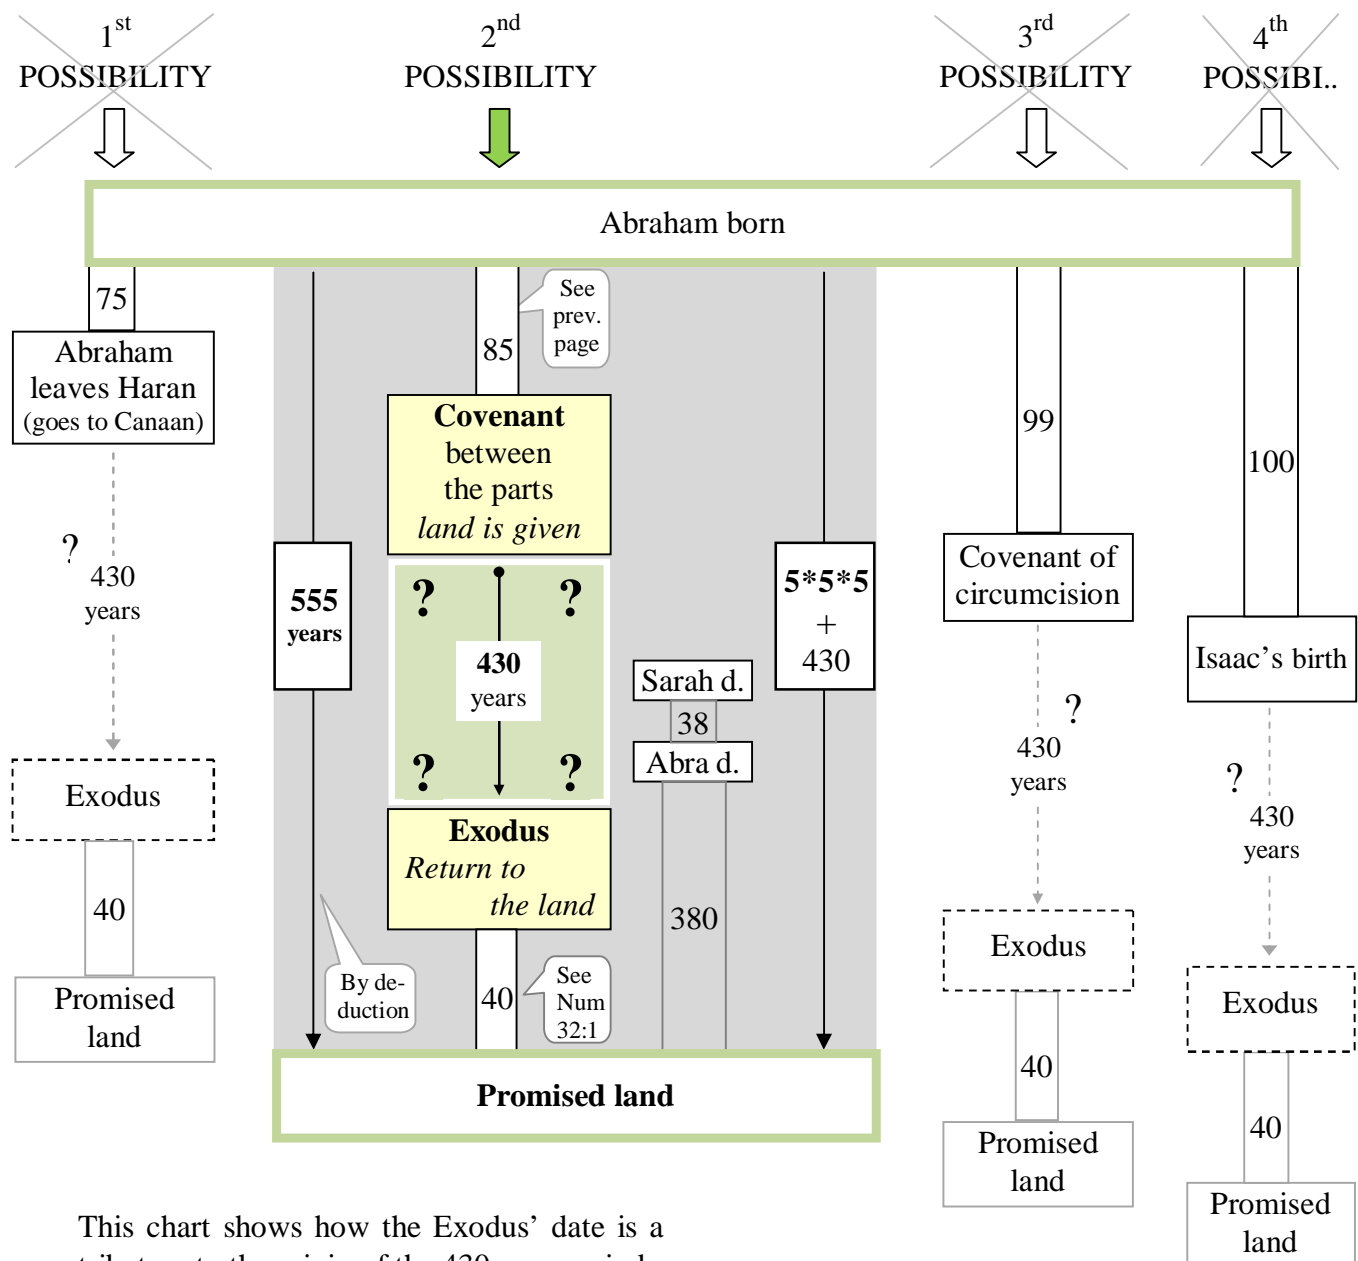 1st
POSSIBILITY
2nd
POSSIBILITY
3rd
POSSIBILITY
4th
POSSIBI..
Abraham born
75
Abraham
leaves Haran
(goes to Canaan)
?
430
years
Exodus
40
Promised
land
555
years
By de-
duction
See
prev.
page
85
Covenant
between
the parts
land is given
? ?
430
years
? ?
Exodus
Return to
the land
40
See
Num
32:1
Sarah d.
38
Abra d.
380
5*5*5
+
430
Promised land
99
Covenant of
circumcision
?
430
years
Exodus
40
Promised
land
100
Isaac’s birth
?
430
years
Exodus
40
Promised
land
This chart shows how the Exodus’ date is a